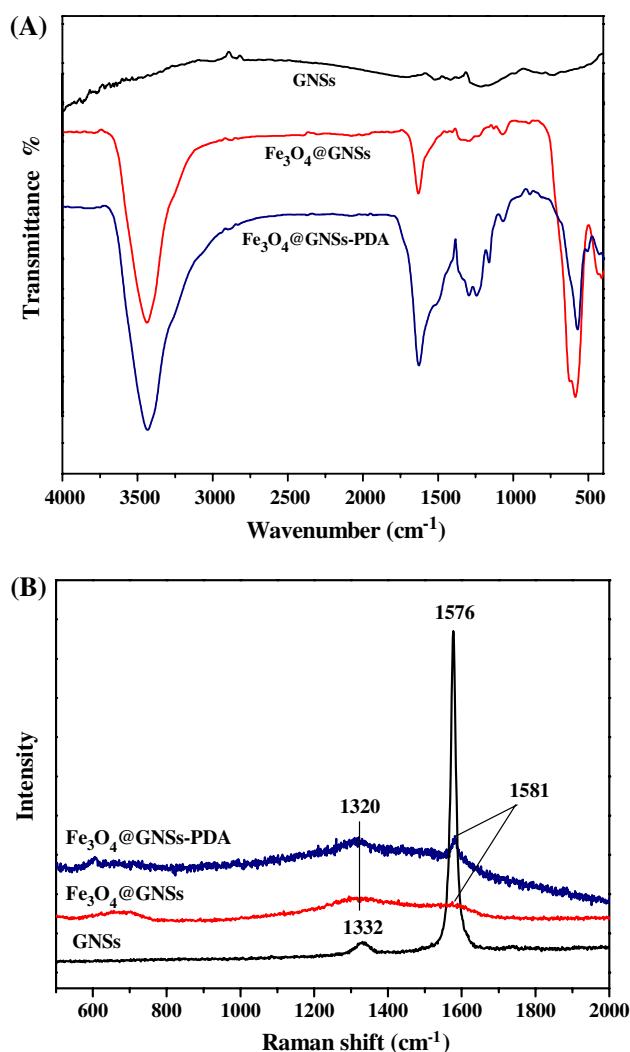 (A)
GNSs
Fe₃O₄@GNSs
Fe₃O₄@GNSs-PDA
Transmittance %
4000 3500 3000 2500 2000 1500 1000 500
Wavenumber (cm⁻¹)
(B)
1576
1581
1320
Fe₃O₄@GNSs-PDA
Fe₃O₄@GNSs
GNSs
1332
Intensity
600 800 1000 1200 1400 1600 1800 2000
Raman shift (cm⁻¹)